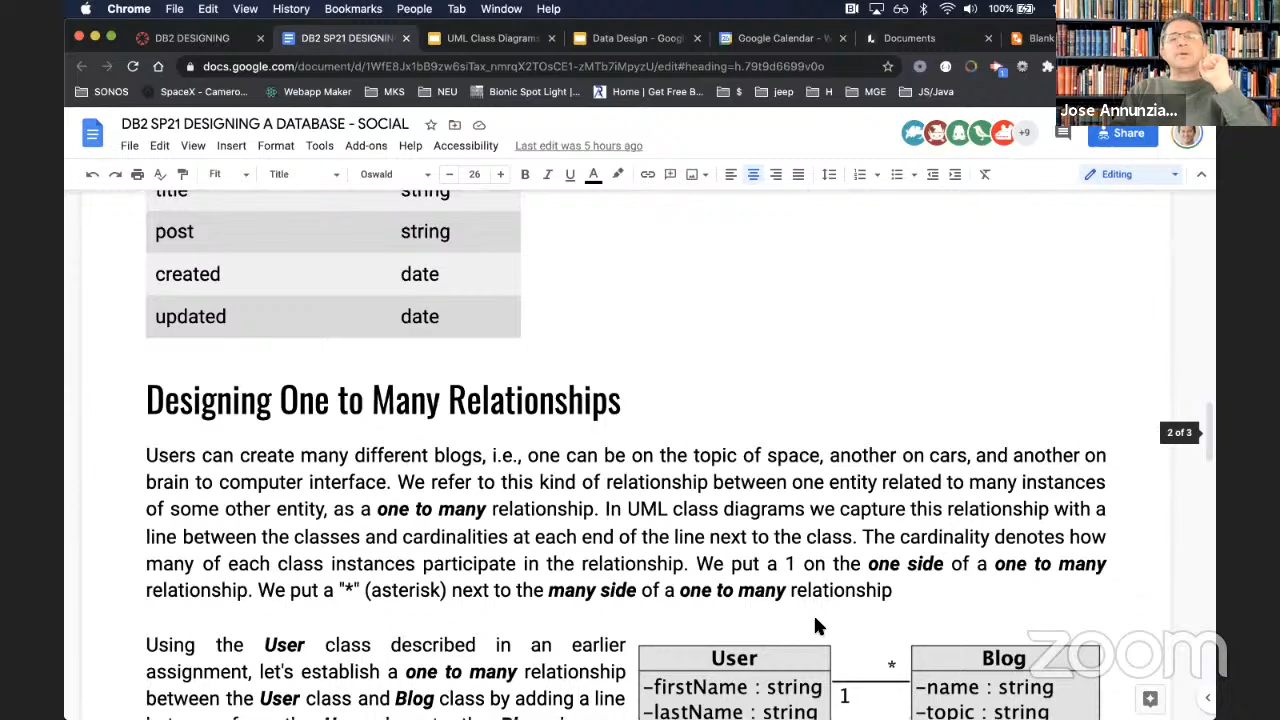 Chrome File Edit View History Bookmarks People Tab Window Help 100%
DB2 DESIGNING DB2 SP21 DESIGNING UML Class Diagrams Data Design - Goog Google Calendar - W Documents Blank
docs.google.com/document/d/1WfE8Jx1bB9zw6sTax_nmrqX2TOsCE1-zMTb7iMpyzU/edit#heading=h.79t9d6699v0o
SONOS SpaceX - Camero... Webapp Maker MKS NEU Bionic Spot Light |... Home | Get Free B... $ jeep H MGE JS/Java
Jose Annunzia...
DB2 SP21 DESIGNING A DATABASE - SOCIAL
+9 Share
File Edit View Insert Format Tools Add-ons Help Accessibility Last edit was 5 hours ago
Fit Title Oswald 26 B I U A Editing
title string
post string
created date
updated date
Designing One to Many Relationships
2 of 3
Users can create many different blogs, i.e., one can be on the topic of space, another on cars, and another on
brain to computer interface. We refer to this kind of relationship between one entity related to many instances
of some other entity, as a one to many relationship. In UML class diagrams we capture this relationship with a
line between the classes and cardinalities at each end of the line next to the class. The cardinality denotes how
many of each class instances participate in the relationship. We put a 1 on the one side of a one to many
relationship. We put a "*" (asterisk) next to the many side of a one to many relationship
Using the User class described in an earlier
assignment, let's establish a one to many relationship
between the User class and Blog class by adding a line
User
-firstName : string
-lastName : string
*
1
Blog
-name : string
-topic : string
zoom